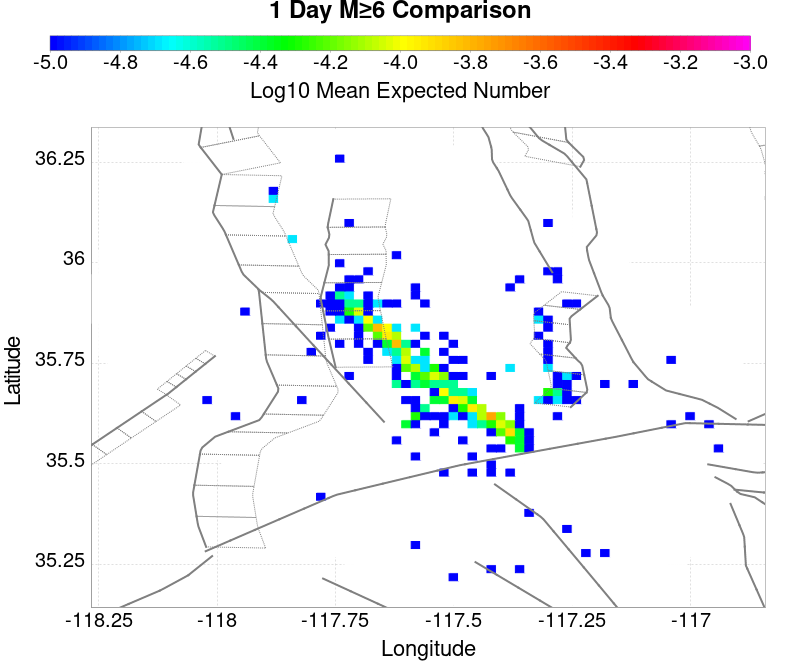 1 Day M≥6 Comparison
-5.0 -4.8 -4.6 -4.4 -4.2 -4.0 -3.8 -3.6 -3.4 -3.2 -3.0
Log10 Mean Expected Number
36.25
36
35.75
35.5
35.25
Latitude
-118.25 -118 -117.75 -117.5 -117.25 -117
Longitude